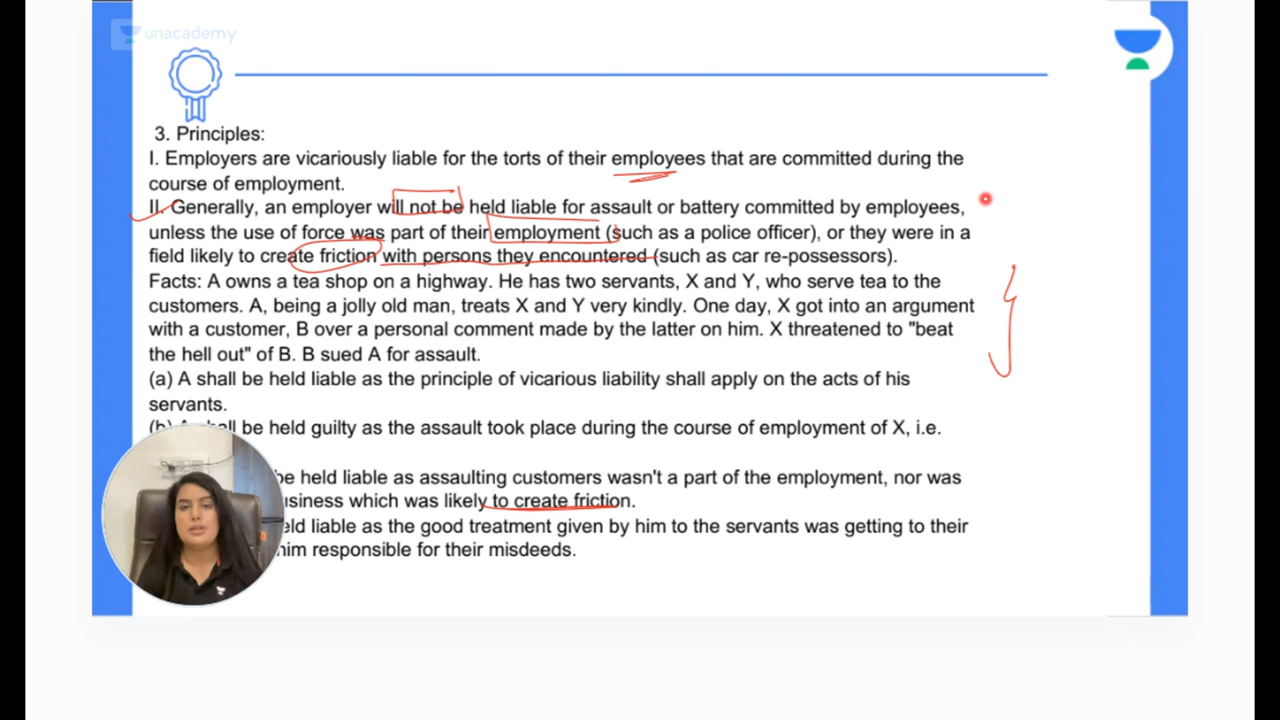 unacademy
3. Principles:
I. Employers are vicariously liable for the torts of their employees that are committed during the
course of employment.
II. Generally, an employer will not be held liable for assault or battery committed by employees,
unless the use of force was part of their employment (such as a police officer), or they were in a
field likely to create friction with persons they encountered (such as car re-possessors).
Facts: A owns a tea shop on a highway. He has two servants, X and Y, who serve tea to the
customers. A, being a jolly old man, treats X and Y very kindly. One day, X got into an argument
with a customer, B over a personal comment made by the latter on him. X threatened to "beat
the hell out" of B. B sued A for assault.
(a) A shall be held liable as the principle of vicarious liability shall apply on the acts of his
servants.
(b) A shall be held guilty as the assault took place during the course of employment of X, i.e.
be held liable as assaulting customers wasn't a part of the employment, nor was
which was likely to create friction.
liable as the good treatment given by him to the servants was getting to their
him responsible for their misdeeds.